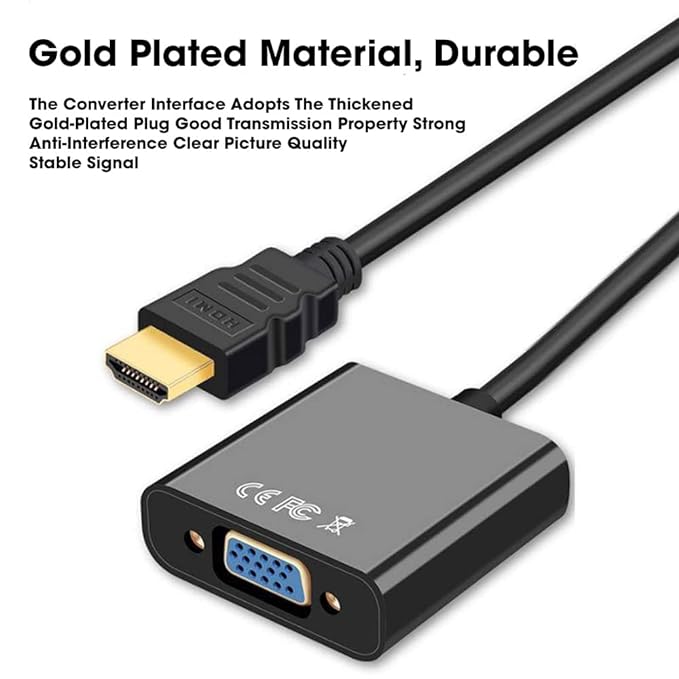 Gold Plated Material, Durable
The Converter Interface Adopts The Thickened
Gold-Plated Plug Good Transmission Property Strong
Anti-Interference Clear Picture Quality
Stable Signal
HDMI
CE FC